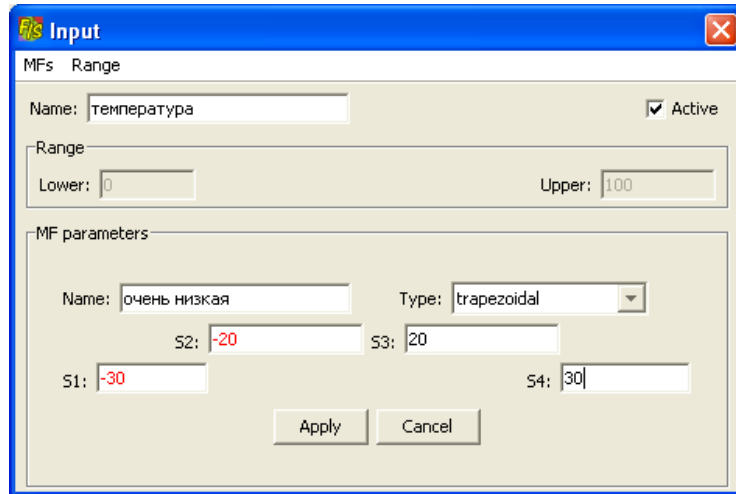 Input
MFs Range
Name: температура Active
Range
Lower: 0 Upper: 100
MF parameters
Name: очень низкая Type: trapezoidal
S2: -20 S3: 20
S1: -30 S4: 30
Apply Cancel